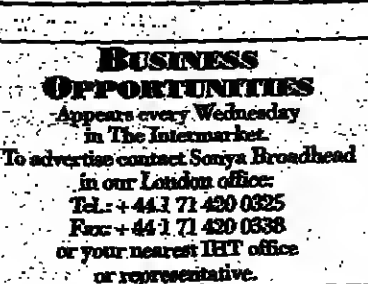 BUSINESS
OPPORTUNITIES
Appears every Wednesday
in The Intermarket.
To advertise contact Sonya Broadhead
in our London office:
Tel.: + 44 1 71 420 0325
Fax: + 44 1 71 420 0338
or your nearest IHT office
or representative.